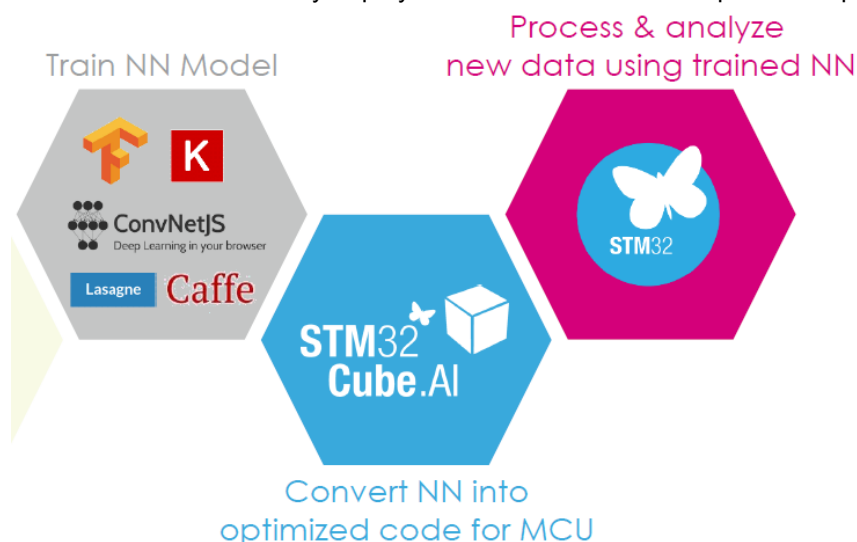 Process & analyze
new data using trained NN
Train NN Model
K
ConvNetJS
Deep Learning in your browser
Lasagne
Caffe
STM32
STM32
Cube.AI
Convert NN into
optimized code for MCU